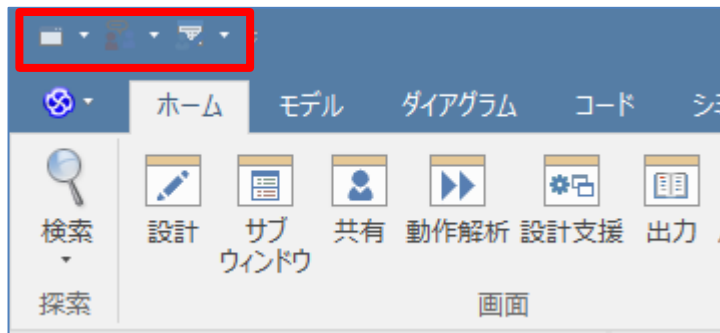 ホーム モデル ダイアグラム コード
検索 設計 サブ
ウィンドウ 共有 動作解析 設計支援 出力
探索 画面